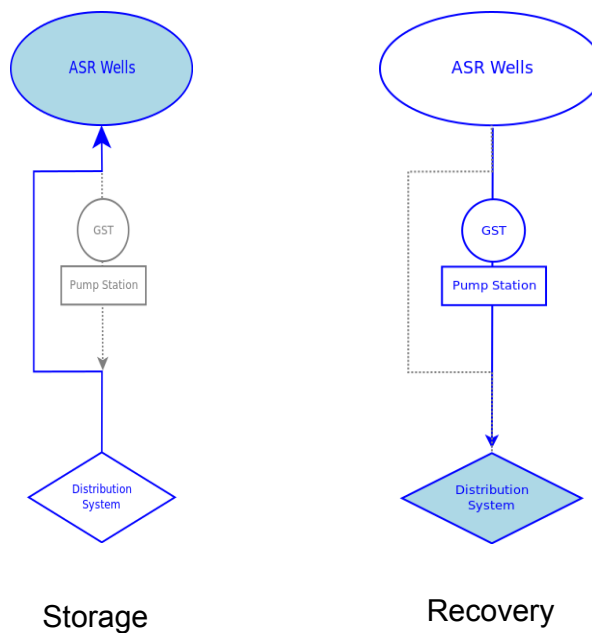 ASR Wells
GST
Pump Station
Distribution
System
Storage
ASR Wells
GST
Pump Station
Distribution
System
Recovery